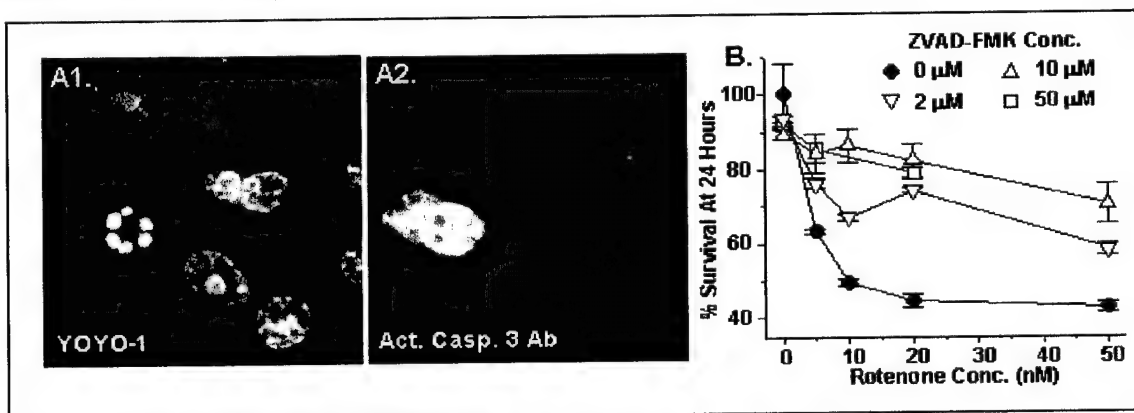 A1.
YOYO-1
A2.
Act. Casp. 3 Ab
B.
ZVAD-FMK Conc.
0 µM
10 µM
2 µM
50 µM
% Survival At 24 Hours
100
80
60
40
0 10 20 30 40 50
Rotenone Conc. (nM)